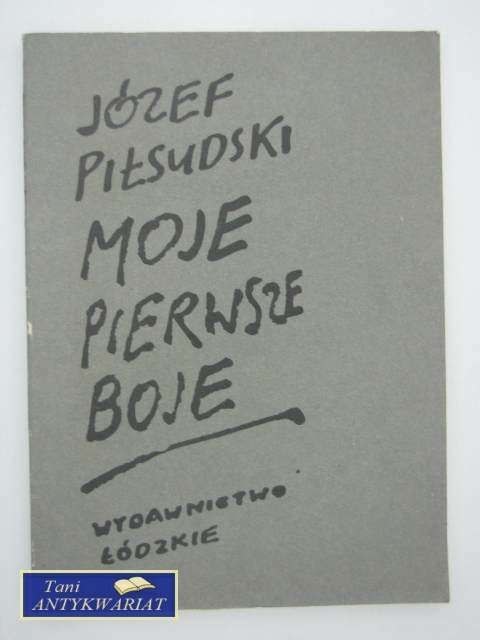 JÓZEF
PIŁSUDSKI
MOJE
PIERWSZE
BOJE
WYDAWNICTWO
ŁÓDZKIE
Tani
ANTYKWARIAT